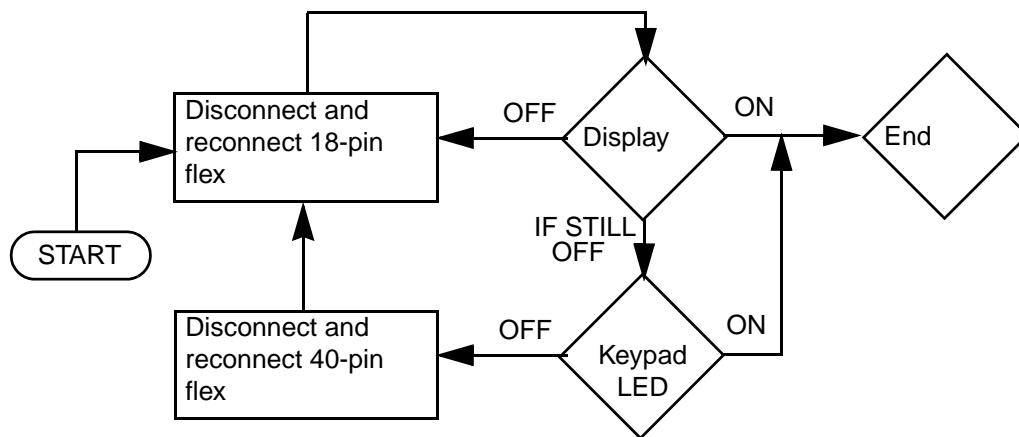 Disconnect and
reconnect 18-pin
flex
OFF
Display
ON
End
START
IF STILL
OFF
Disconnect and
reconnect 40-pin
flex
OFF
Keypad
LED
ON